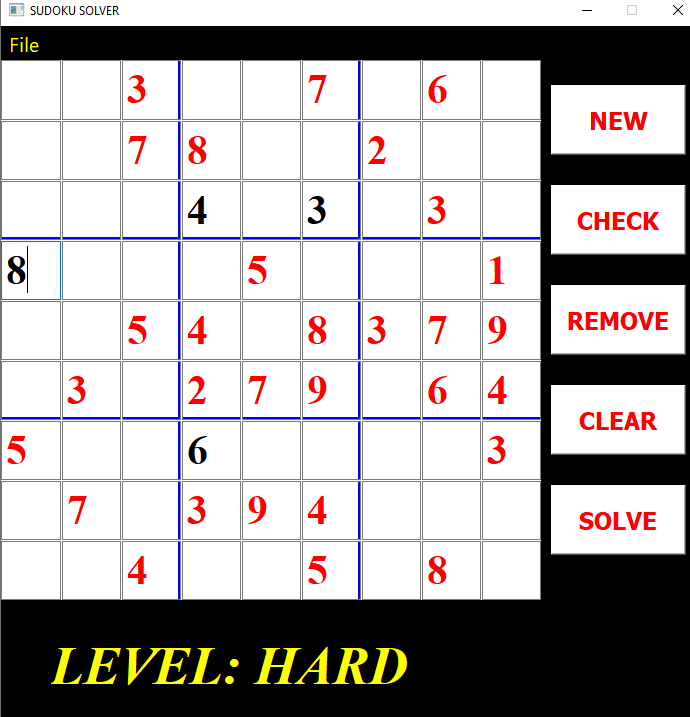 SUDOKU SOLVER
File
3 7 6
7 8 2
4 3 3
8 5 1
5 4 8 3 7 9
3 2 7 9 6 4
5 6 3
7 3 9 4
4 5 8
NEW
CHECK
REMOVE
CLEAR
SOLVE
LEVEL: HARD